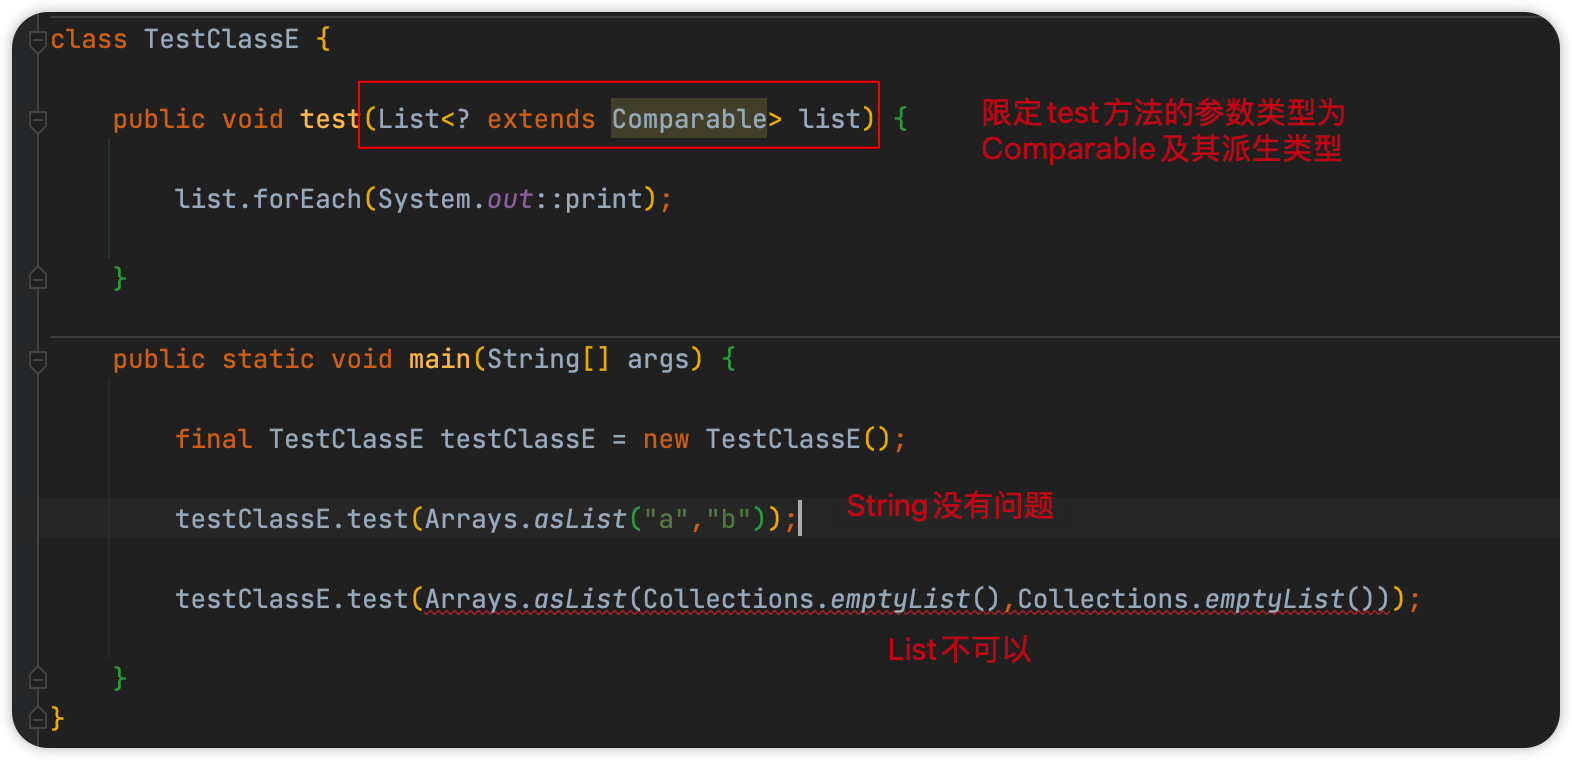 class TestClassE {
public void test(List<? extends Comparable> list) {
限定test方法的参数类型为
Comparable及其派生类型
list.forEach(System.out::print);
}
public static void main(String[] args) {
final TestClassE testClassE = new TestClassE();
testClassE.test(Arrays.asList("a","b"));
String没有问题
testClassE.test(Arrays.asList(Collections.emptyList(),Collections.emptyList()));
List不可以
}
}